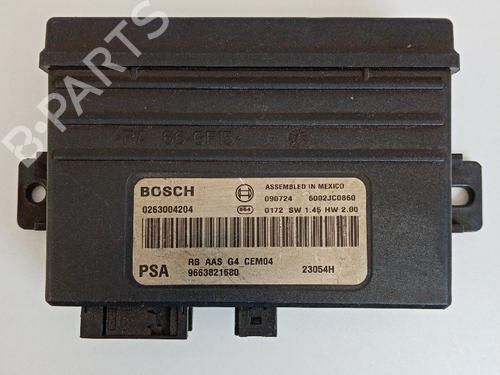 B-PARTS
BOSCH
ASSEMBLED IN MEXICO
0263004204
090724 6002JC0860
0172 SW 1.45 HW 2.00
PSA
RB AAS G4 CEM04
9663821680
23054H